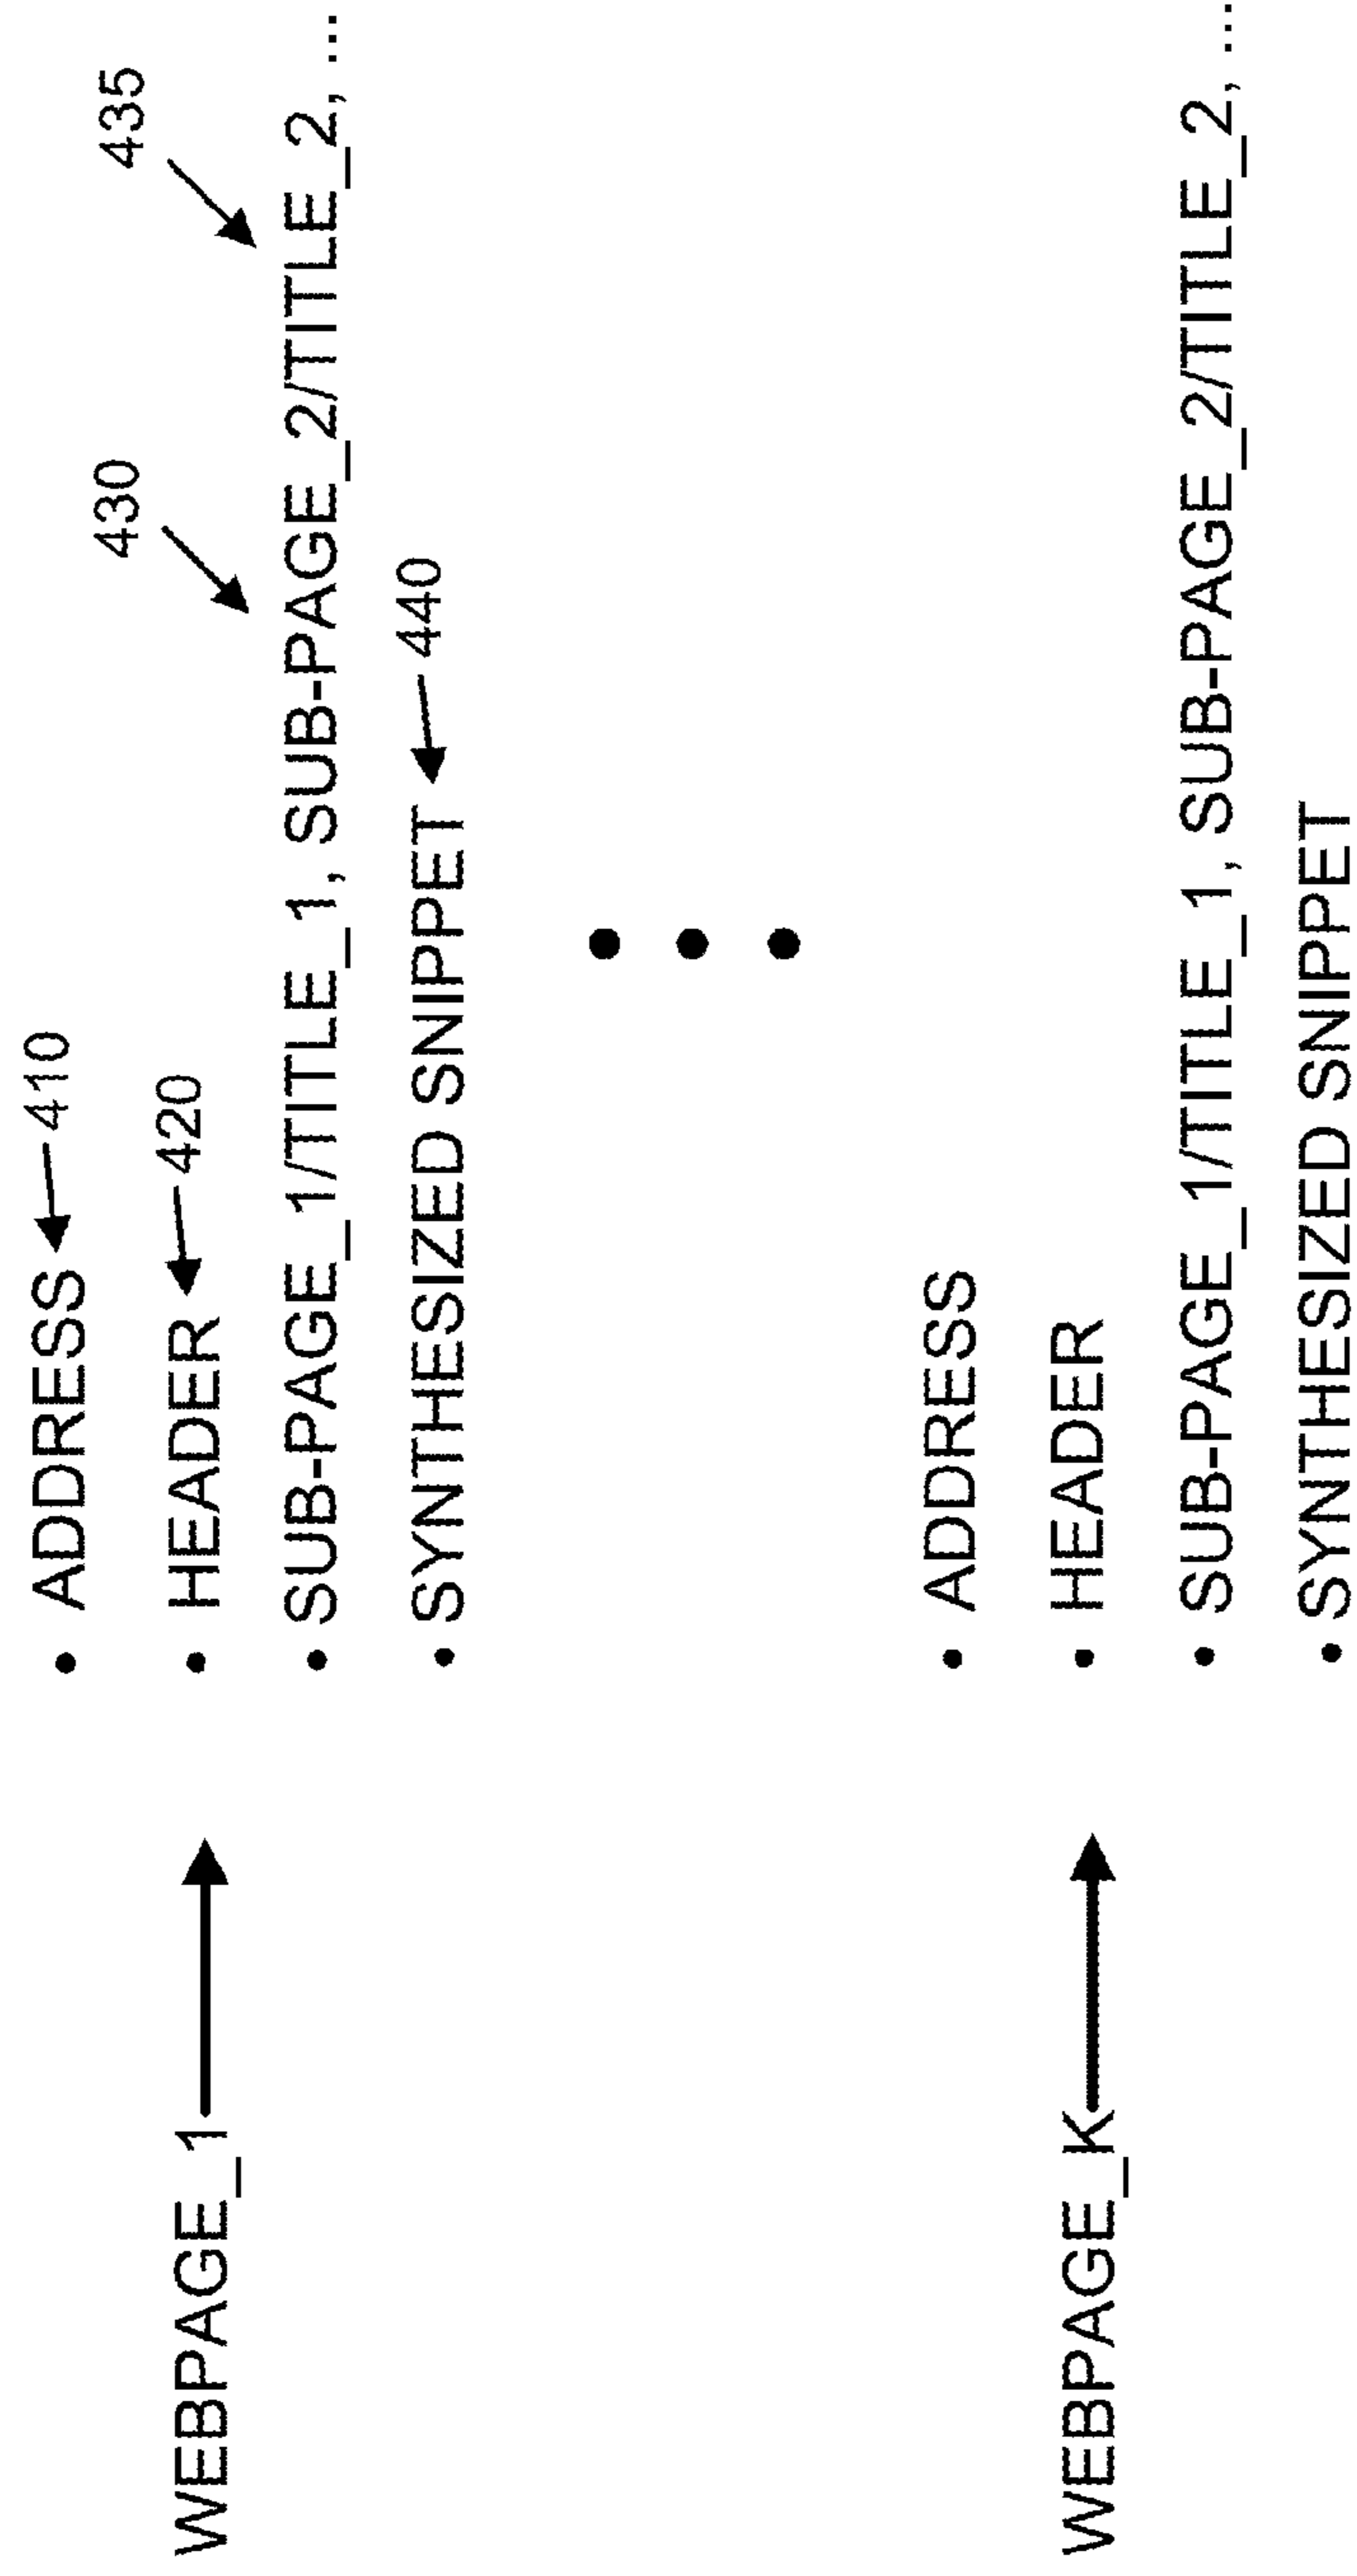 • ADDRESS 410
WEBPAGE_1
• HEADER 420
430 435
• SUB-PAGE_1/TITLE_1, SUB-PAGE_2/TITLE_2, ...
• SYNTHESIZED SNIPPET 440
• ADDRESS
WEBPAGE_K
• HEADER
• SUB-PAGE_1/TITLE_1, SUB-PAGE_2/TITLE_2, ...
• SYNTHESIZED SNIPPET